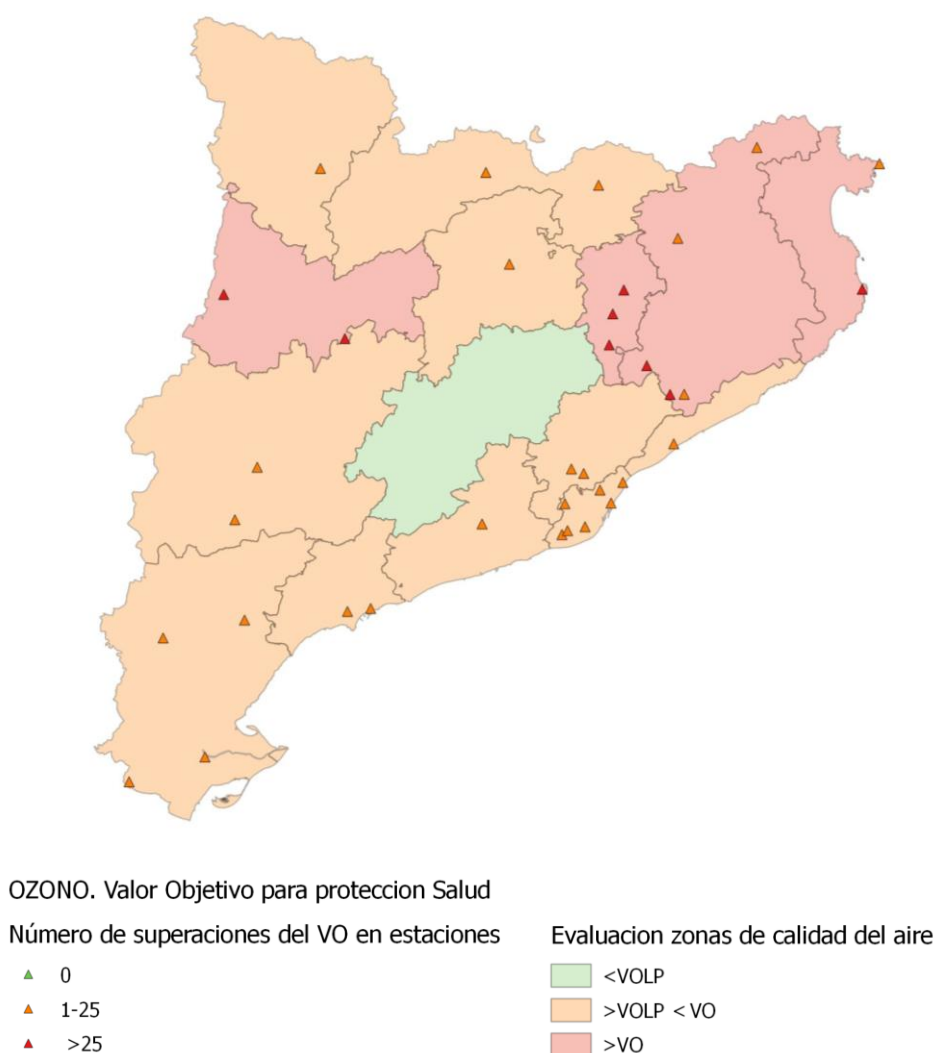 OZONO. Valor Objetivo para proteccion Salud
Número de superaciones del VO en estaciones
0
1-25
>25
Evaluacion zonas de calidad del aire
<VOLP
>VOLP < VO
>VO